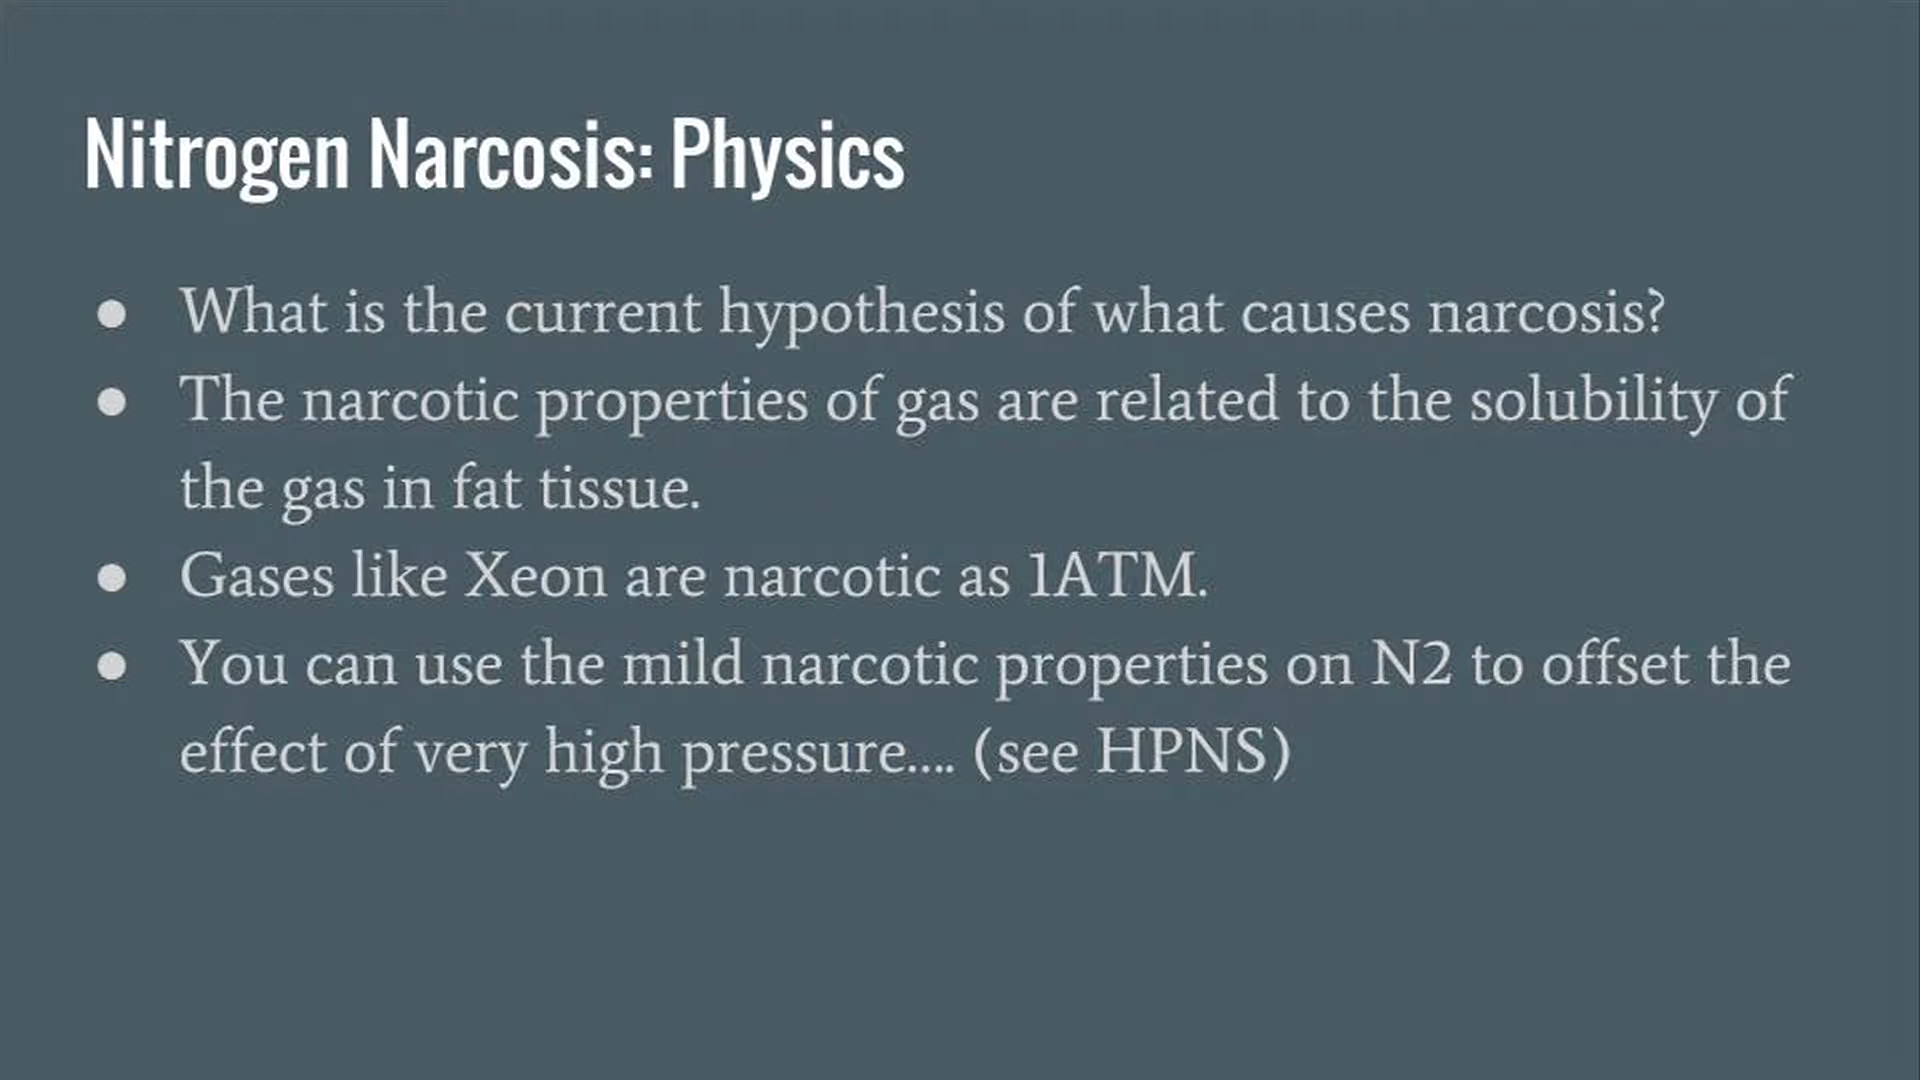 Nitrogen Narcosis: Physics
● What is the current hypothesis of what causes narcosis?
● The narcotic properties of gas are related to the solubility of
the gas in fat tissue.
● Gases like Xeon are narcotic as 1ATM.
● You can use the mild narcotic properties on N2 to offset the
effect of very high pressure.... (see HPNS)